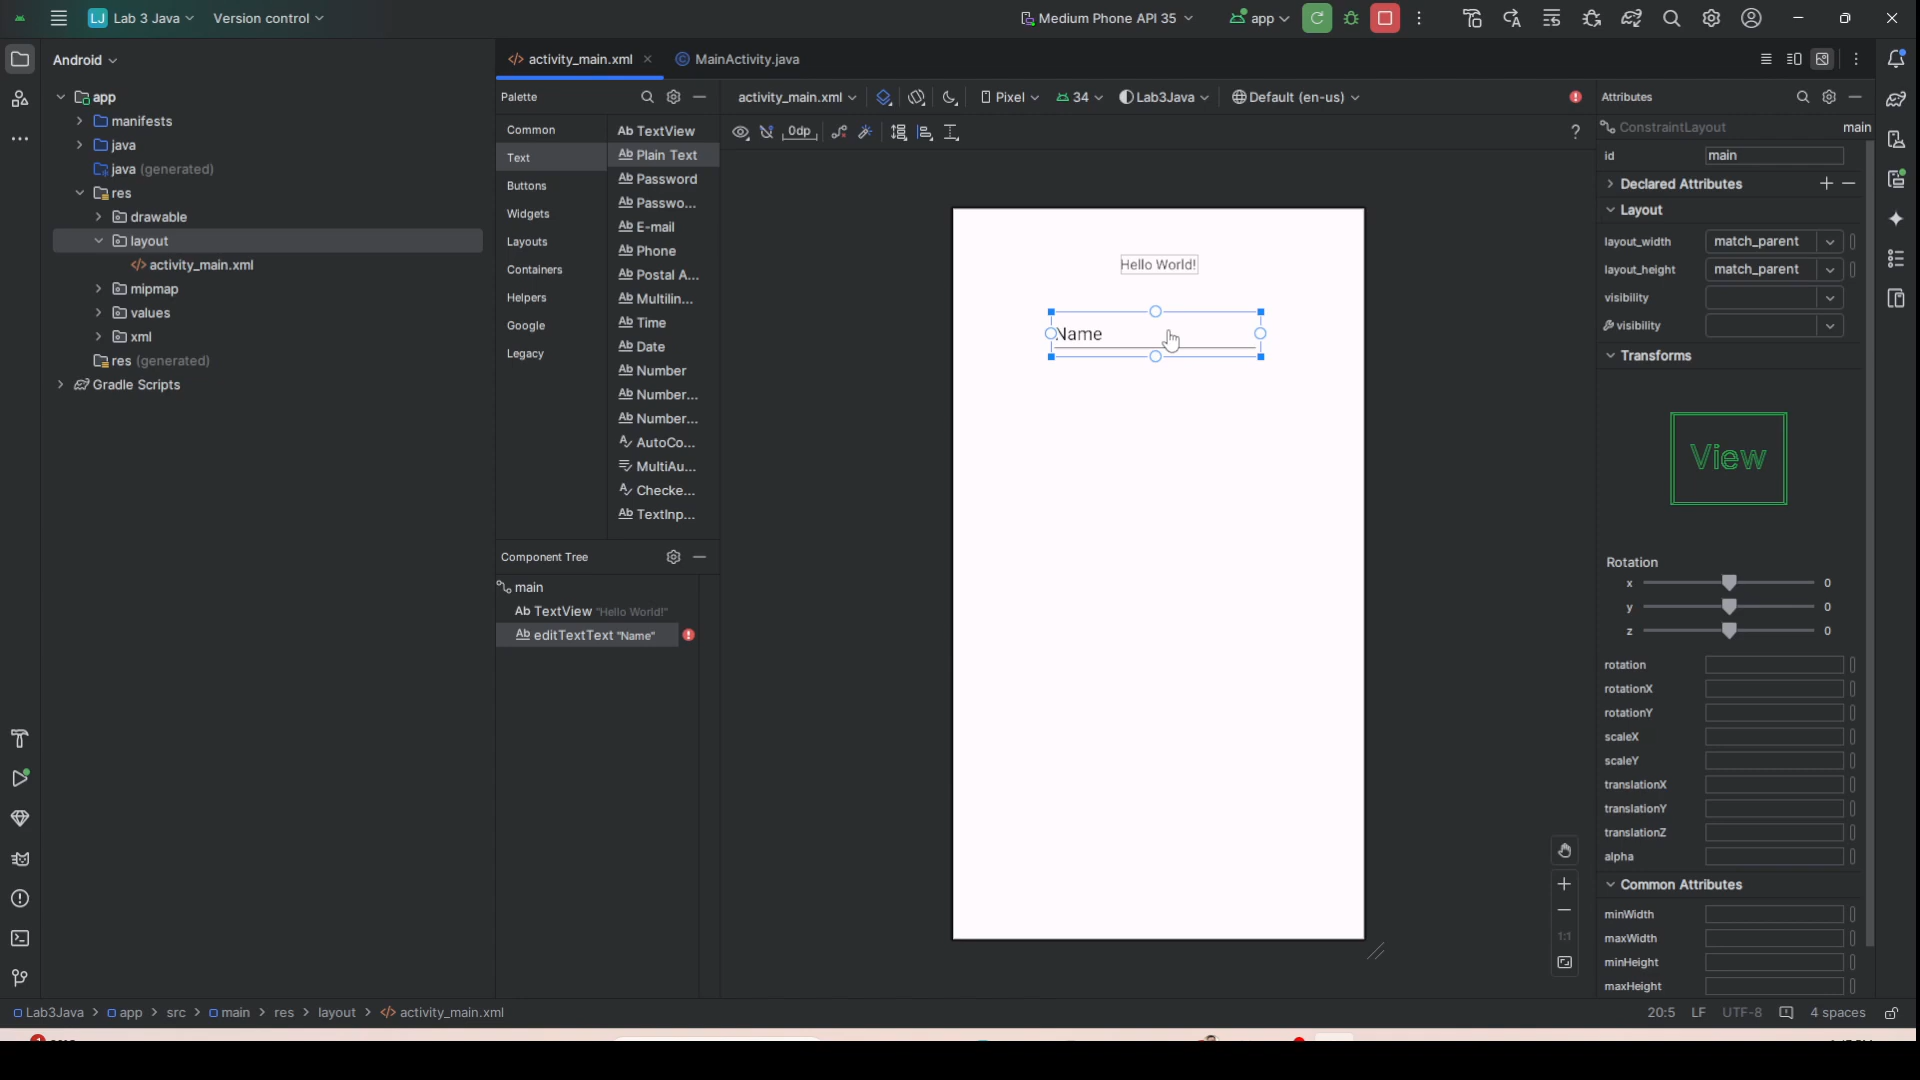 LJ Lab 3 Java Version control Medium Phone API 35 app
Android
activity_main.xml MainActivity.java
app
manifests
java
java (generated)
res
drawable
layout
activity_main.xml
mipmap
values
xml
res (generated)
Gradle Scripts
Palette
Common
Text
Buttons
Widgets
Layouts
Containers
Helpers
Google
Legacy
Ab TextView
Ab Plain Text
Ab Password
Ab Passwo...
Ab E-mail
Ab Phone
Ab Postal A...
Ab Multilin...
Ab Time
Ab Date
Ab Number
Ab Number...
Ab Number...
AutoCo...
MultiAu...
Checke...
Ab TextInp...
Component Tree
main
Ab TextView "Hello World!"
Ab editTextText "Name"
activity_main.xml Pixel 34 Lab3Java Default (en-us)
0dp ?
Hello World!
Name
1:1
Attributes
ConstraintLayout main
id main
Declared Attributes
Layout
layout_width match_parent
layout_height match_parent
visibility
visibility
Transforms
View
Rotation
x 0
y 0
z 0
rotation
rotationX
rotationY
scaleX
scaleY
translationX
translationY
translationZ
alpha
Common Attributes
minWidth
maxWidth
minHeight
maxHeight
Lab3Java > app > src > main > res > layout > activity_main.xml 20:5 LF UTF-8 4 spaces